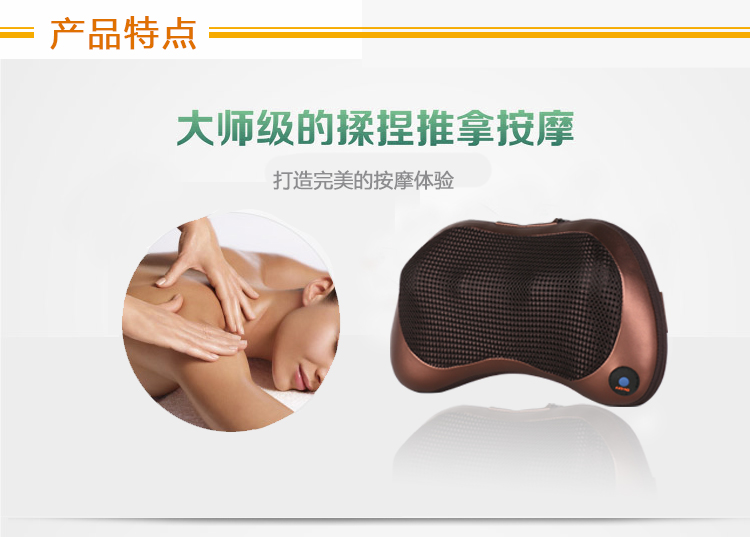 产品特点
大师级的揉捏推拿按摩
打造完美的按摩体验